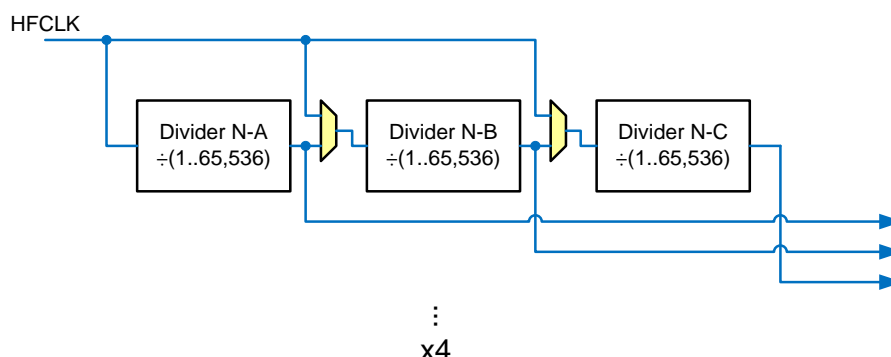 HFCLK
Divider N-A
÷(1..65,536)
Divider N-B
÷(1..65,536)
Divider N-C
÷(1..65,536)
⋮
x4